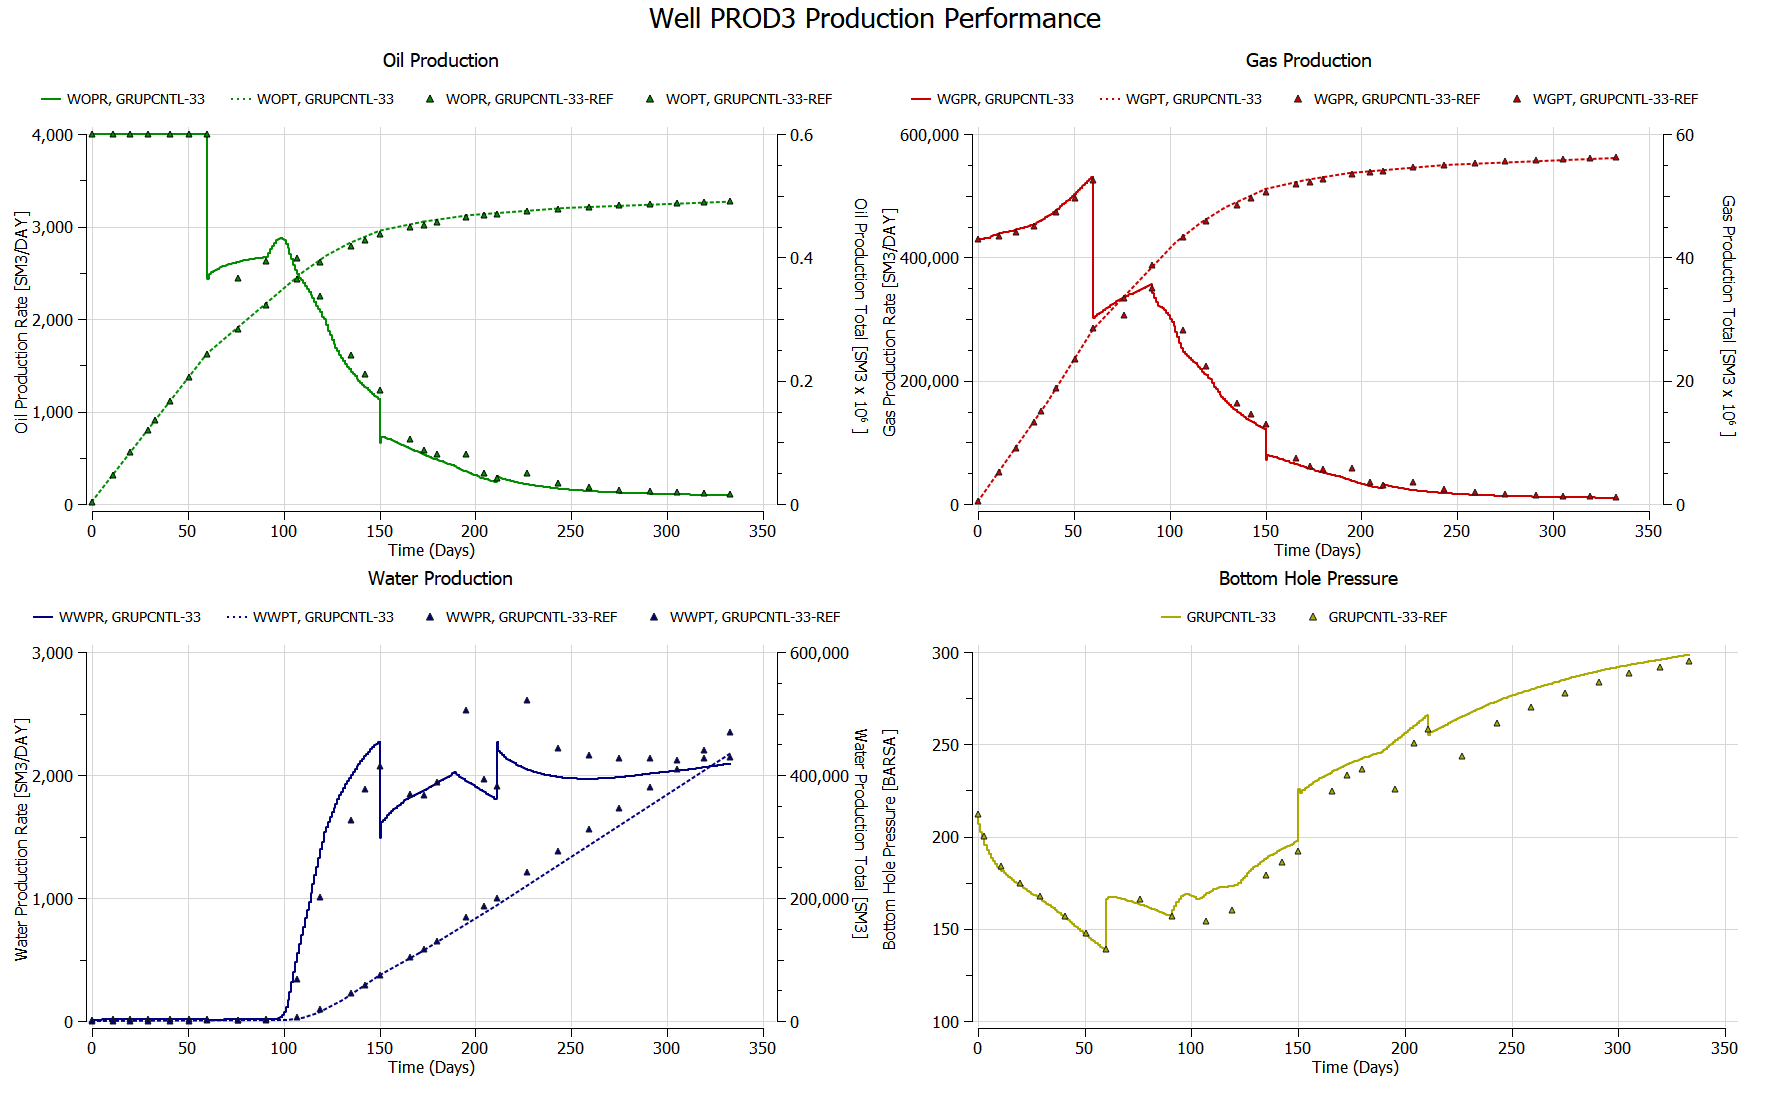 Well PROD3 Production Performance
Oil Production
WOPR, GRUPCNTL-33 WOPT, GRUPCNTL-33 WOPR, GRUPCNTL-33-REF WOPT, GRUPCNTL-33-REF
4,000
3,000
2,000
1,000
0
Oil Production Rate [SM3/DAY]
0.6
0.4
0.2
0
Oil Production Total [SM3 x 10⁶ ]
0 50 100 150 200 250 300 350
Time (Days)
Gas Production
WGPR, GRUPCNTL-33 WGPT, GRUPCNTL-33 WGPR, GRUPCNTL-33-REF WGPT, GRUPCNTL-33-REF
600,000
400,000
200,000
0
Gas Production Rate [SM3/DAY]
60
40
20
0
Gas Production Total [SM3 x 10⁶ ]
0 50 100 150 200 250 300 350
Time (Days)
Water Production
WWPR, GRUPCNTL-33 WWPT, GRUPCNTL-33 WWPR, GRUPCNTL-33-REF WWPT, GRUPCNTL-33-REF
3,000
2,000
1,000
0
Water Production Rate [SM3/DAY]
600,000
400,000
200,000
0
Water Production Total [SM3]
0 50 100 150 200 250 300 350
Time (Days)
Bottom Hole Pressure
GRUPCNTL-33 GRUPCNTL-33-REF
300
250
200
150
100
Bottom Hole Pressure [BARSA]
0 50 100 150 200 250 300 350
Time (Days)